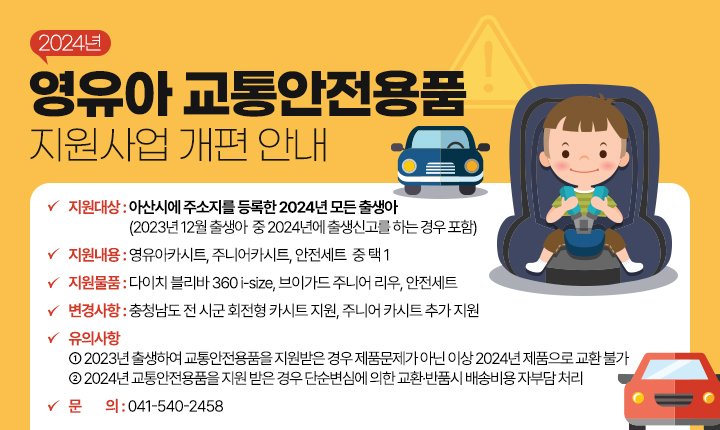 2024년
영유아 교통안전용품
지원사업 개편 안내
지원대상 : 아산시에 주소지를 등록한 2024년 모든 출생아
(2023년 12월 출생아 중 2024년에 출생신고를 하는 경우 포함)
지원내용 : 영유아카시트, 주니어카시트, 안전세트 중 택 1
지원물품 : 다이치 블리바 360 i-size, 브이가드 주니어 리우, 안전세트
변경사항 : 충청남도 전 시군 회전형 카시트 지원, 주니어 카시트 추가 지원
유의사항
① 2023년 출생하여 교통안전용품을 지원받은 경우 제품문제가 아닌 이상 2024년 제품으로 교환 불가
② 2024년 교통안전용품을 지원 받은 경우 단순변심에 의한 교환·반품시 배송비용 자부담 처리
문 의 : 041-540-2458